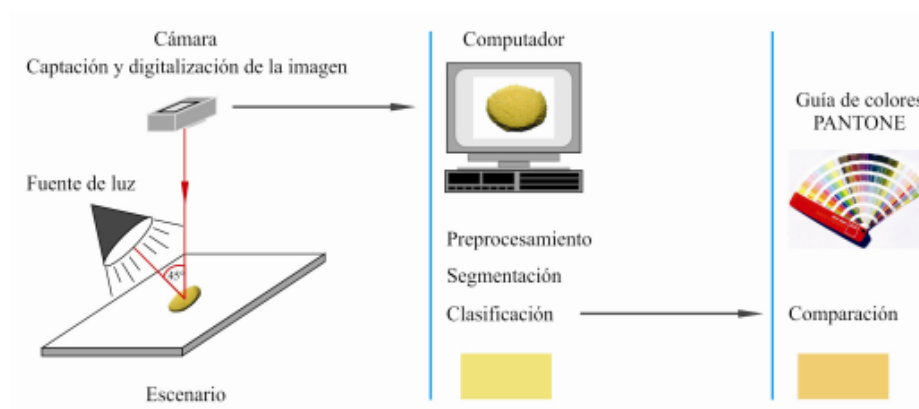 Cámara
Captación y digitalización de la imagen
Fuente de luz
45º
Escenario
Computador
Preprocesamiento
Segmentación
Clasificación
Guía de colores
PANTONE
Comparación